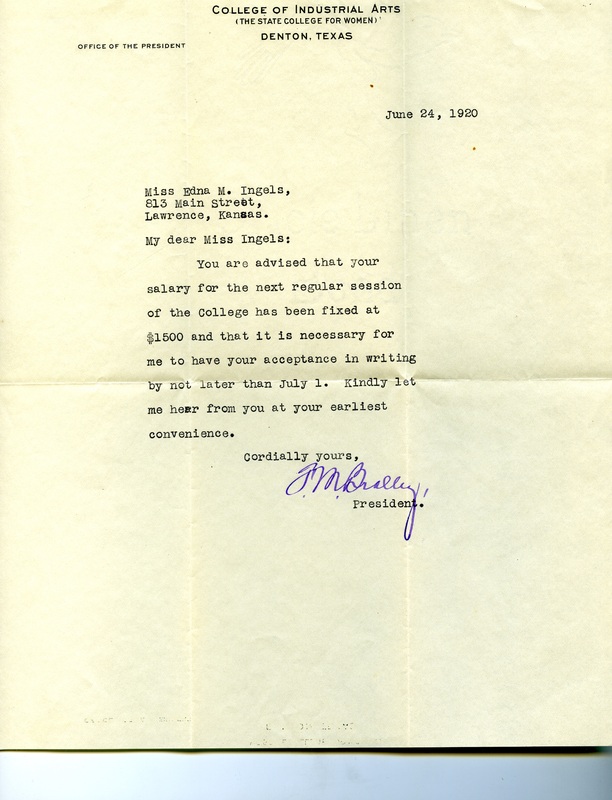 COLLEGE OF INDUSTRIAL ARTS
(THE STATE COLLEGE FOR WOMEN)
DENTON, TEXAS
OFFICE OF THE PRESIDENT
June 24, 1920
Miss Edna M. Ingels,
813 Main Street,
Lawrence, Kansas.
My dear Miss Ingels:
You are advised that your
salary for the next regular session
of the College has been fixed at
$1500 and that it is necessary for
me to have your acceptance in writing
by not later than July 1. Kindly let
me hear from you at your earliest
convenience.
Cordially yours,
F. M. Bralley,
President.